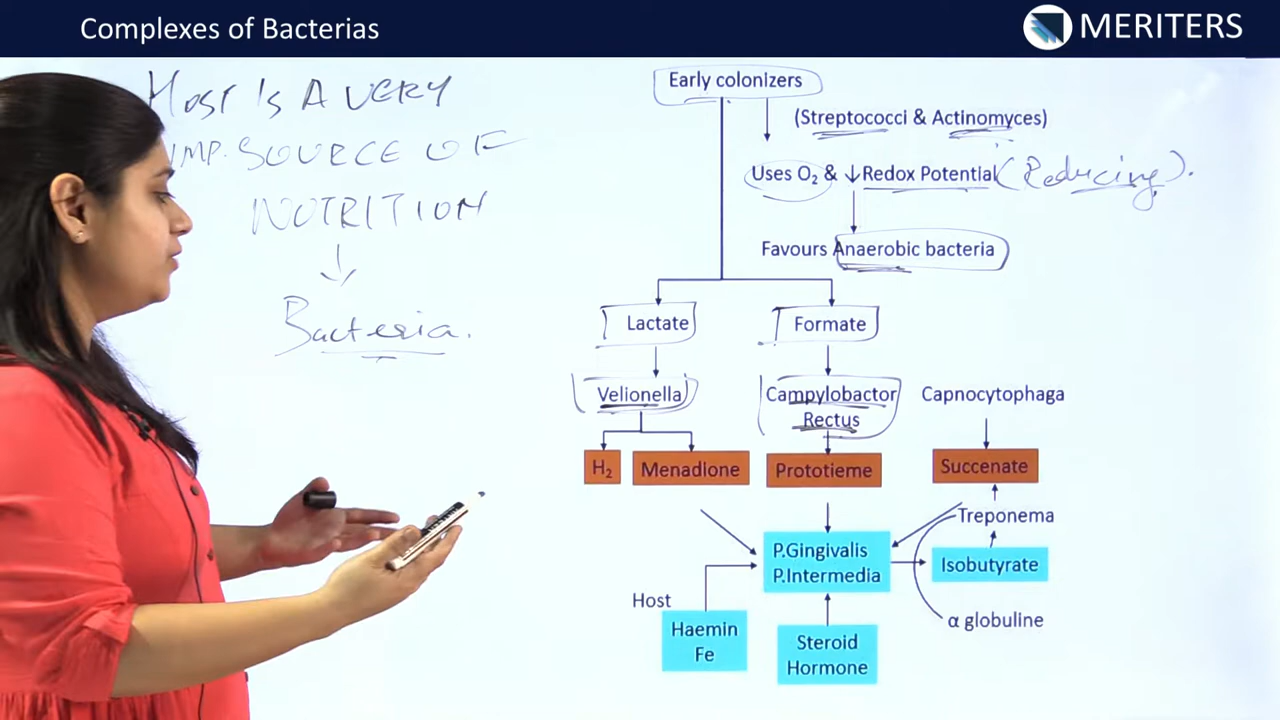 Complexes of Bacterias
MERITERS
HOST IS A VERY
IMP. SOURCE OF
NUTRITION
Bacteria.
Early colonizers
(Streptococci & Actinomyces)
Uses O₂ & ↓ Redox Potential (Reducing).
Favours Anaerobic bacteria
Lactate
Formate
Velionella
Campylobactor
Rectus
Capnocytophaga
H₂
Menadione
Prototieme
Succenate
Treponema
P.Gingivalis
P.Intermedia
Isobutyrate
Host
Haemin
Fe
Steroid
Hormone
α globuline